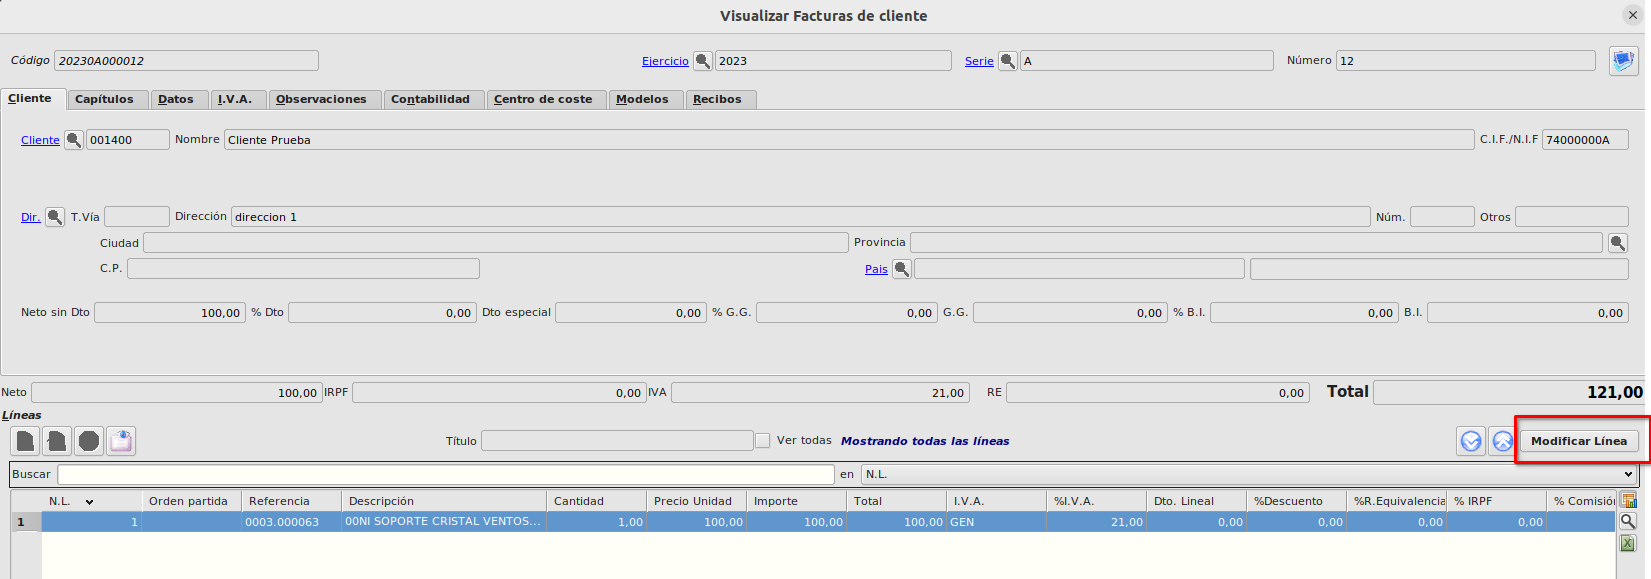 Visualizar Facturas de cliente
Código 20230A000012 Ejercicio 2023 Serie A Número 12
Cliente Capítulos Datos I.V.A. Observaciones Contabilidad Centro de coste Modelos Recibos
Cliente 001400 Nombre Cliente Prueba C.I.F./N.I.F 74000000A
Dir. T.Vía Dirección direccion 1 Núm. Otros
Ciudad Provincia
C.P. Pais
Neto sin Dto 100,00 % Dto 0,00 Dto especial 0,00 % G.G. 0,00 G.G. 0,00 % B.I. 0,00 B.I. 0,00
Neto 100,00 IRPF 0,00 IVA 21,00 RE 0,00 Total 121,00
Líneas
Título Ver todas Mostrando todas las líneas Modificar Línea
Buscar en N.L.
N.L. Orden partida Referencia Descripción Cantidad Precio Unidad Importe Total I.V.A. %I.V.A. Dto. Lineal %Descuento %R.Equivalencia % IRPF % Comisión
1 1 0003.000063 00NI SOPORTE CRISTAL VENTOS... 1,00 100,00 100,00 100,00 GEN 21,00 0,00 0,00 0,00 0,00